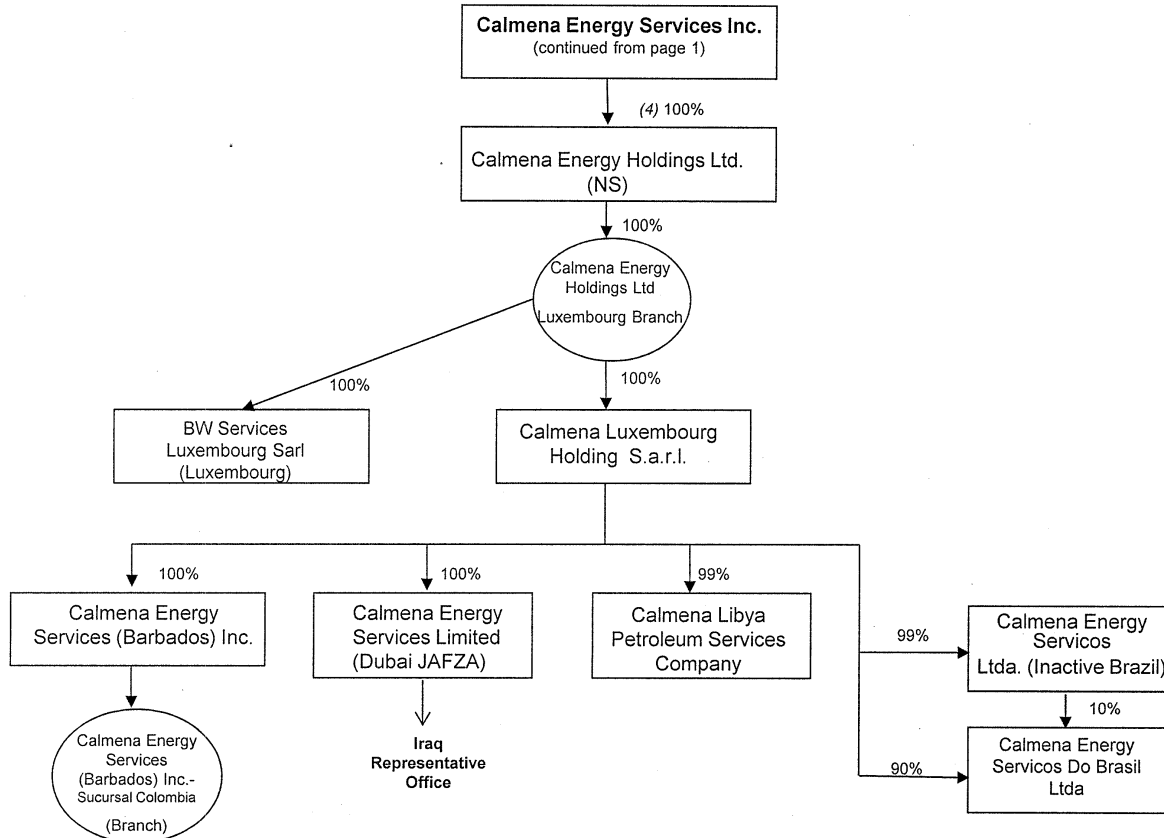 Calmena Energy Services Inc.
(continued from page 1)
(4) 100%
Calmena Energy Holdings Ltd.
(NS)
100%
Calmena Energy
Holdings Ltd
Luxembourg Branch
100%
100%
BW Services
Luxembourg Sarl
(Luxembourg)
Calmena Luxembourg
Holding S.a.r.l.
100%
100%
99%
Calmena Energy
Services (Barbados) Inc.
Calmena Energy
Services Limited
(Dubai JAFZA)
Calmena Libya
Petroleum Services
Company
99%
Calmena Energy
Servicos
Ltda. (Inactive Brazil)
10%
90%
Calmena Energy
Servicos Do Brasil
Ltda
Calmena Energy
Services
(Barbados) Inc.-
Sucursal Colombia
(Branch)
Iraq
Representative
Office